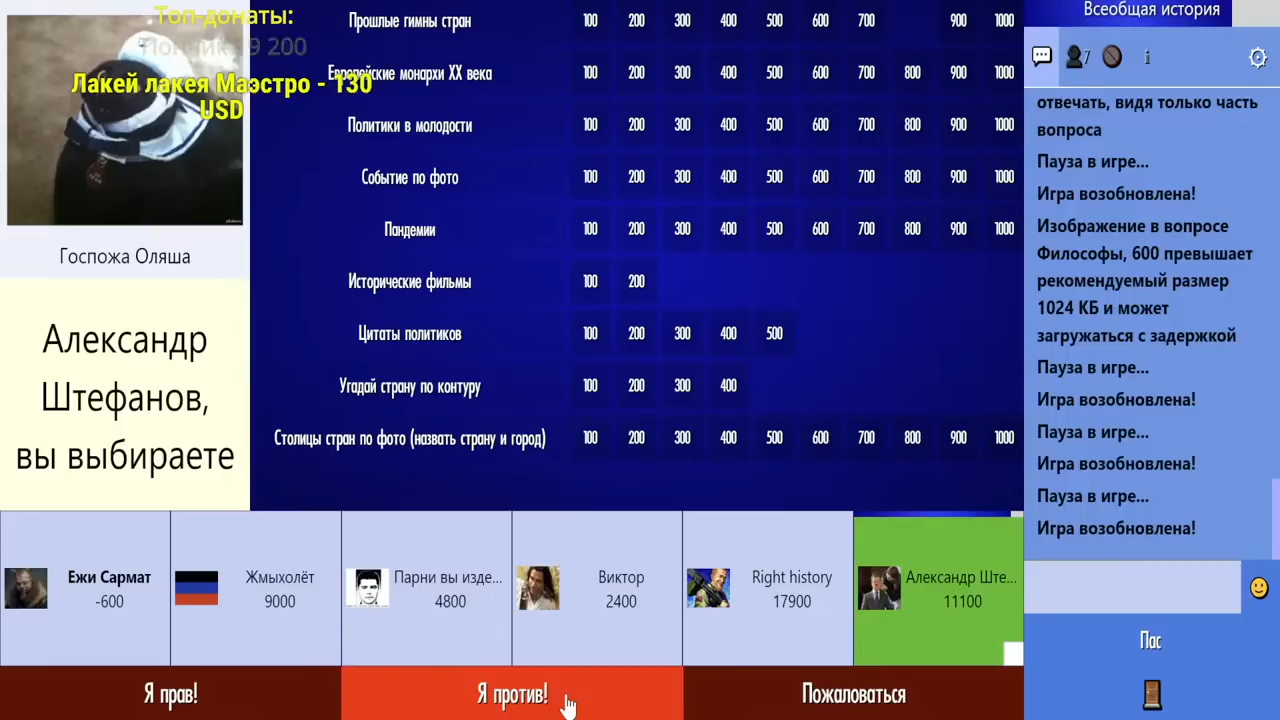 Топ-донаты:
Пончик 19 200
Лакей лакея Маэстро - 130
USD
Госпожа Оляша
Александр
Штефанов,
вы выбираете
Прошлые гимны стран 100 200 300 400 500 600 700 900 1000
Европейские монархи XX века 100 200 300 400 500 600 700 800 900 1000
Политики в молодости 100 200 300 400 500 600 700 800 900 1000
Событие по фото 100 200 300 400 500 600 700 800 900 1000
Пандемии 100 200 300 400 500 600 700 800 900 1000
Исторические фильмы 100 200
Цитаты политиков 100 200 300 400 500
Угадай страну по контуру 100 200 300 400
Столицы стран по фото (назвать страну и город) 100 200 300 400 500 600 700 800 900 1000
Всеобщая история
7
i
отвечать, видя только часть
вопроса
Пауза в игре...
Игра возобновлена!
Изображение в вопросе
Философы, 600 превышает
рекомендуемый размер
1024 КБ и может
загружаться с задержкой
Пауза в игре...
Игра возобновлена!
Пауза в игре...
Игра возобновлена!
Пауза в игре...
Игра возобновлена!
Пас
Ежи Сармат
-600
Жмыхолёт
9000
Парни вы изде...
4800
Виктор
2400
Right history
17900
Александр Ште...
11100
Я прав!
Я против!
Пожаловаться